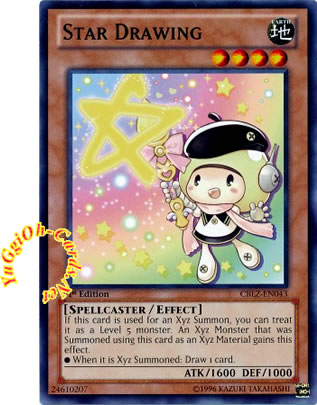 STAR DRAWING
EARTH
地
YuGgiOh-Cards.Net
1st Edition
CBLZ-EN043
[SPELLCASTER / EFFECT]
If this card is used for an Xyz Summon, you can treat
it as a Level 5 monster. An Xyz Monster that was
Summoned using this card as an Xyz Material gains this
effect.
● When it is Xyz Summoned: Draw 1 card.
ATK/1600 DEF/1000
24610207
©1996 KAZUKI TAKAHASHI